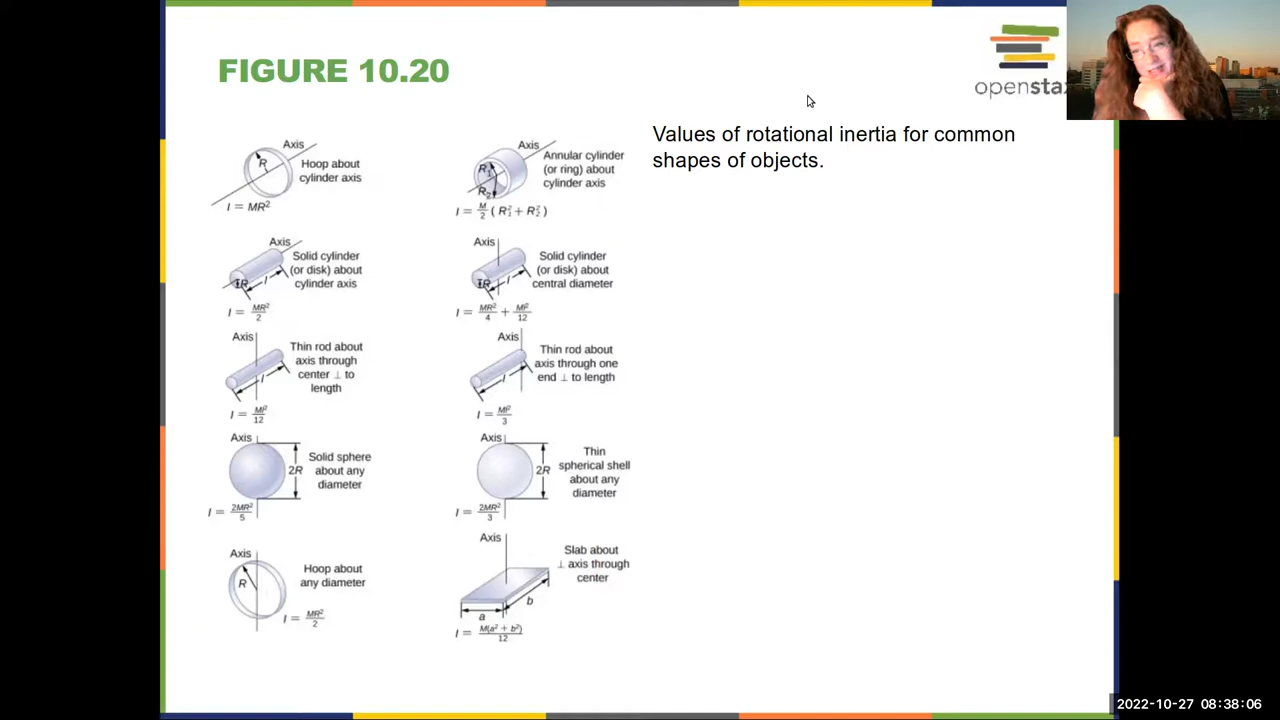 FIGURE 10.20
openstax
Values of rotational inertia for common
shapes of objects.
Axis
R
Hoop about
cylinder axis
I = MR²
Axis
R₁
R₂
Annular cylinder
(or ring) about
cylinder axis
I = M/2 (R₁² + R₂²)
Axis
R
l
Solid cylinder
(or disk) about
cylinder axis
I = MR²/2
Axis
R
l
Solid cylinder
(or disk) about
central diameter
I = MR²/4 + Ml²/12
Axis
l
Thin rod about
axis through
center ⊥ to
length
I = Ml²/12
Axis
l
Thin rod about
axis through one
end ⊥ to length
I = Ml²/3
Axis
2R
Solid sphere
about any
diameter
I = 2MR²/5
Axis
2R
Thin
spherical shell
about any
diameter
I = 2MR²/3
Axis
R
Hoop about
any diameter
I = MR²/2
Axis
a
b
Slab about
⊥ axis through
center
I = M(a² + b²)/12
2022-10-27 08:38:06